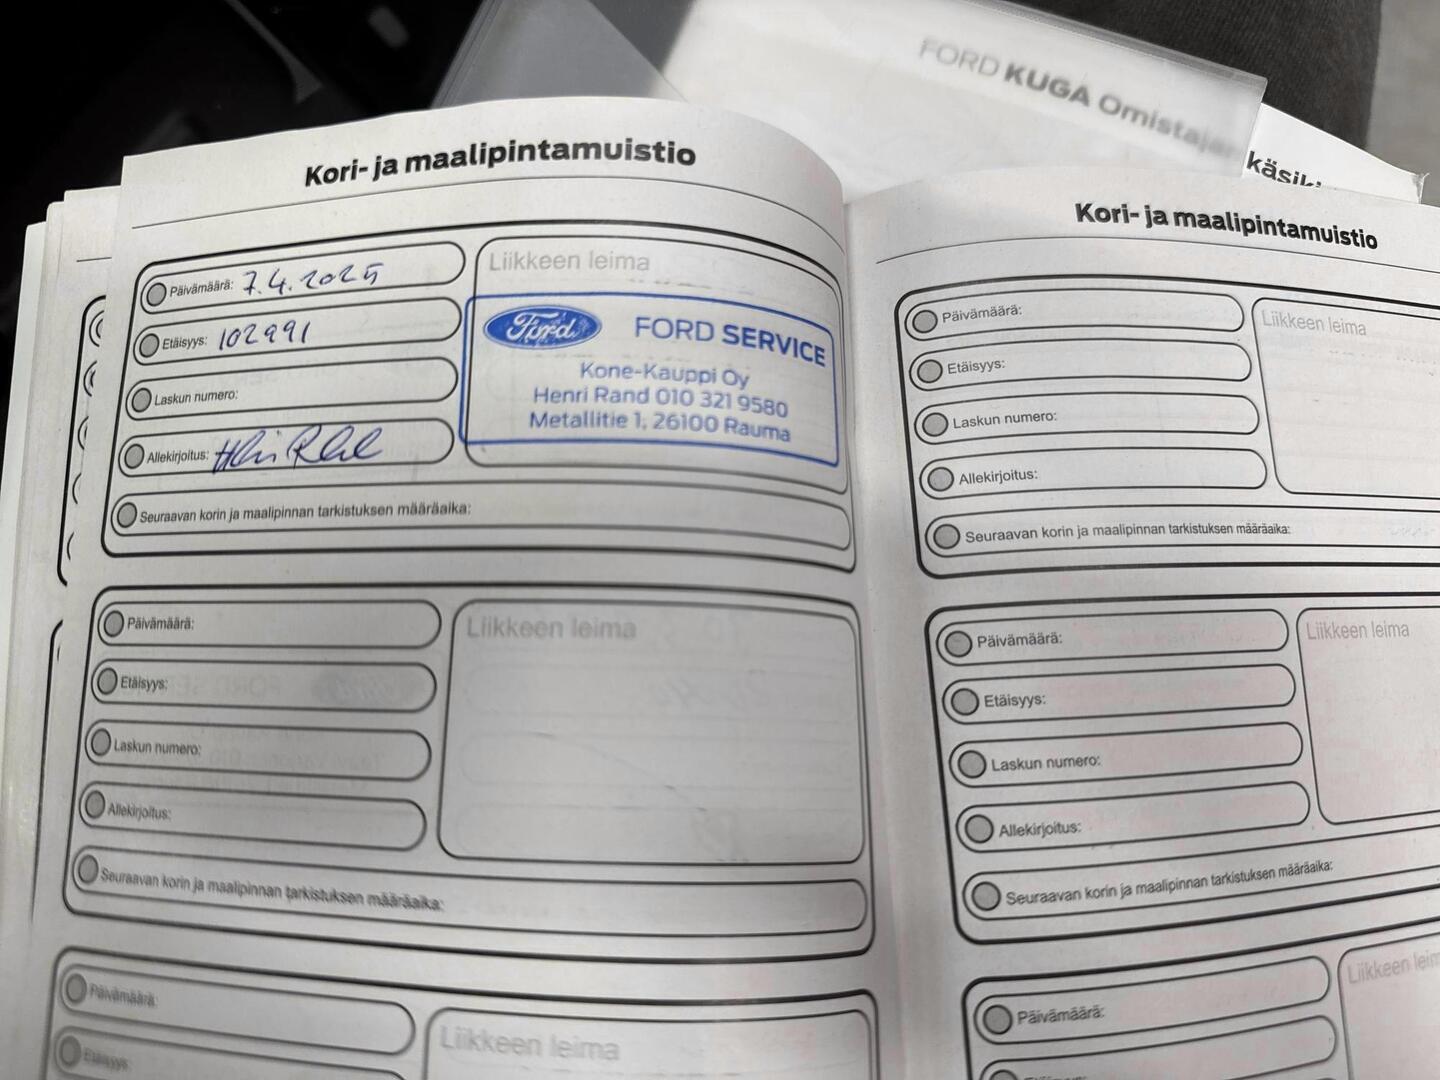 FORD KUGA Omistajan käsiki
Kori- ja maalipintamuistio
Päivämäärä: 7.4.2025
Etäisyys: 102991
Laskun numero:
Allekirjoitus:
Liikkeen leima
Ford
FORD SERVICE
Kone-Kauppi Oy
Henri Rand 010 321 9580
Metallitie 1, 26100 Rauma
Seuraavan korin ja maalipinnan tarkistuksen määräaika:
Päivämäärä:
Etäisyys:
Laskun numero:
Allekirjoitus:
Liikkeen leima
Seuraavan korin ja maalipinnan tarkistuksen määräaika:
Päivämäärä:
Etäisyys:
Liikkeen leima
Kori- ja maalipintamuistio
Päivämäärä:
Etäisyys:
Laskun numero:
Allekirjoitus:
Liikkeen leima
Seuraavan korin ja maalipinnan tarkistuksen määräaika:
Päivämäärä:
Etäisyys:
Laskun numero:
Allekirjoitus:
Liikkeen leima
Seuraavan korin ja maalipinnan tarkistuksen määräaika:
Päivämäärä:
Liikkeen leim